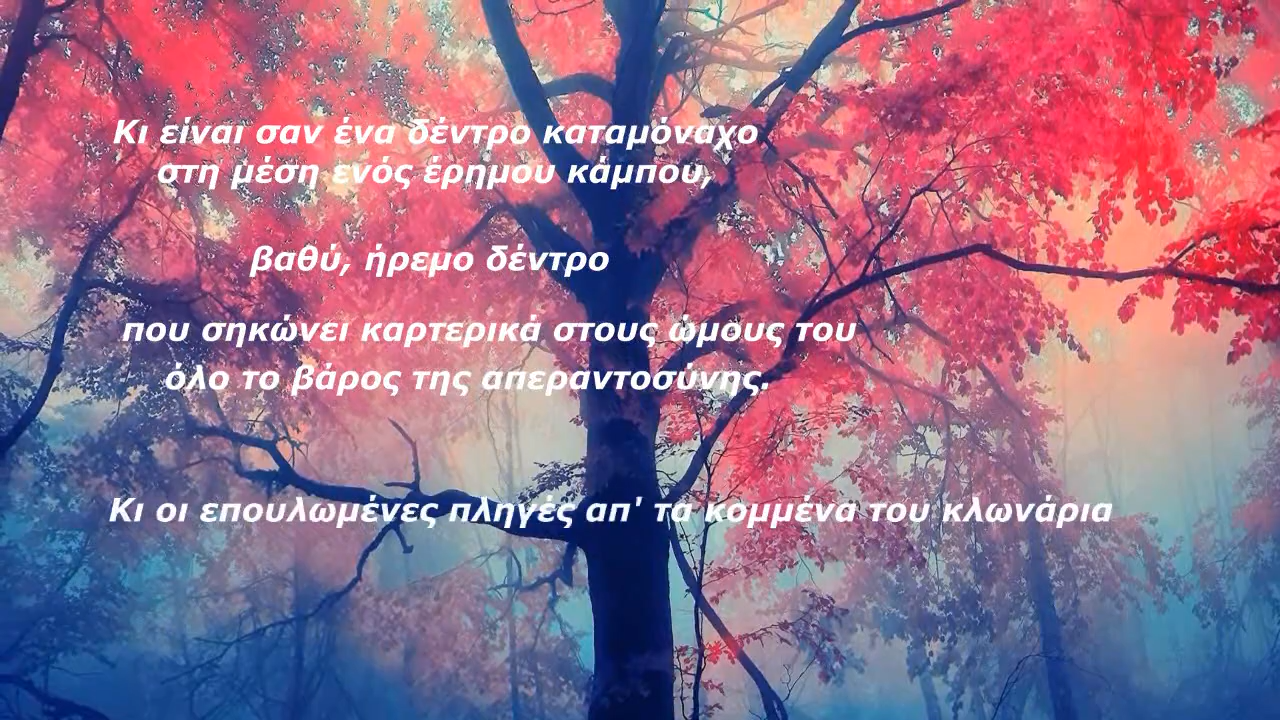 Κι είναι σαν ένα δέντρο καταμόναχο
στη μέση ενός έρημου κάμπου,
βαθύ, ήρεμο δέντρο
που σηκώνει καρτερικά στους ώμους του
όλο το βάρος της απεραντοσύνης.
Κι οι επουλωμένες πληγές απ' τα κομμένα του κλωνάρια